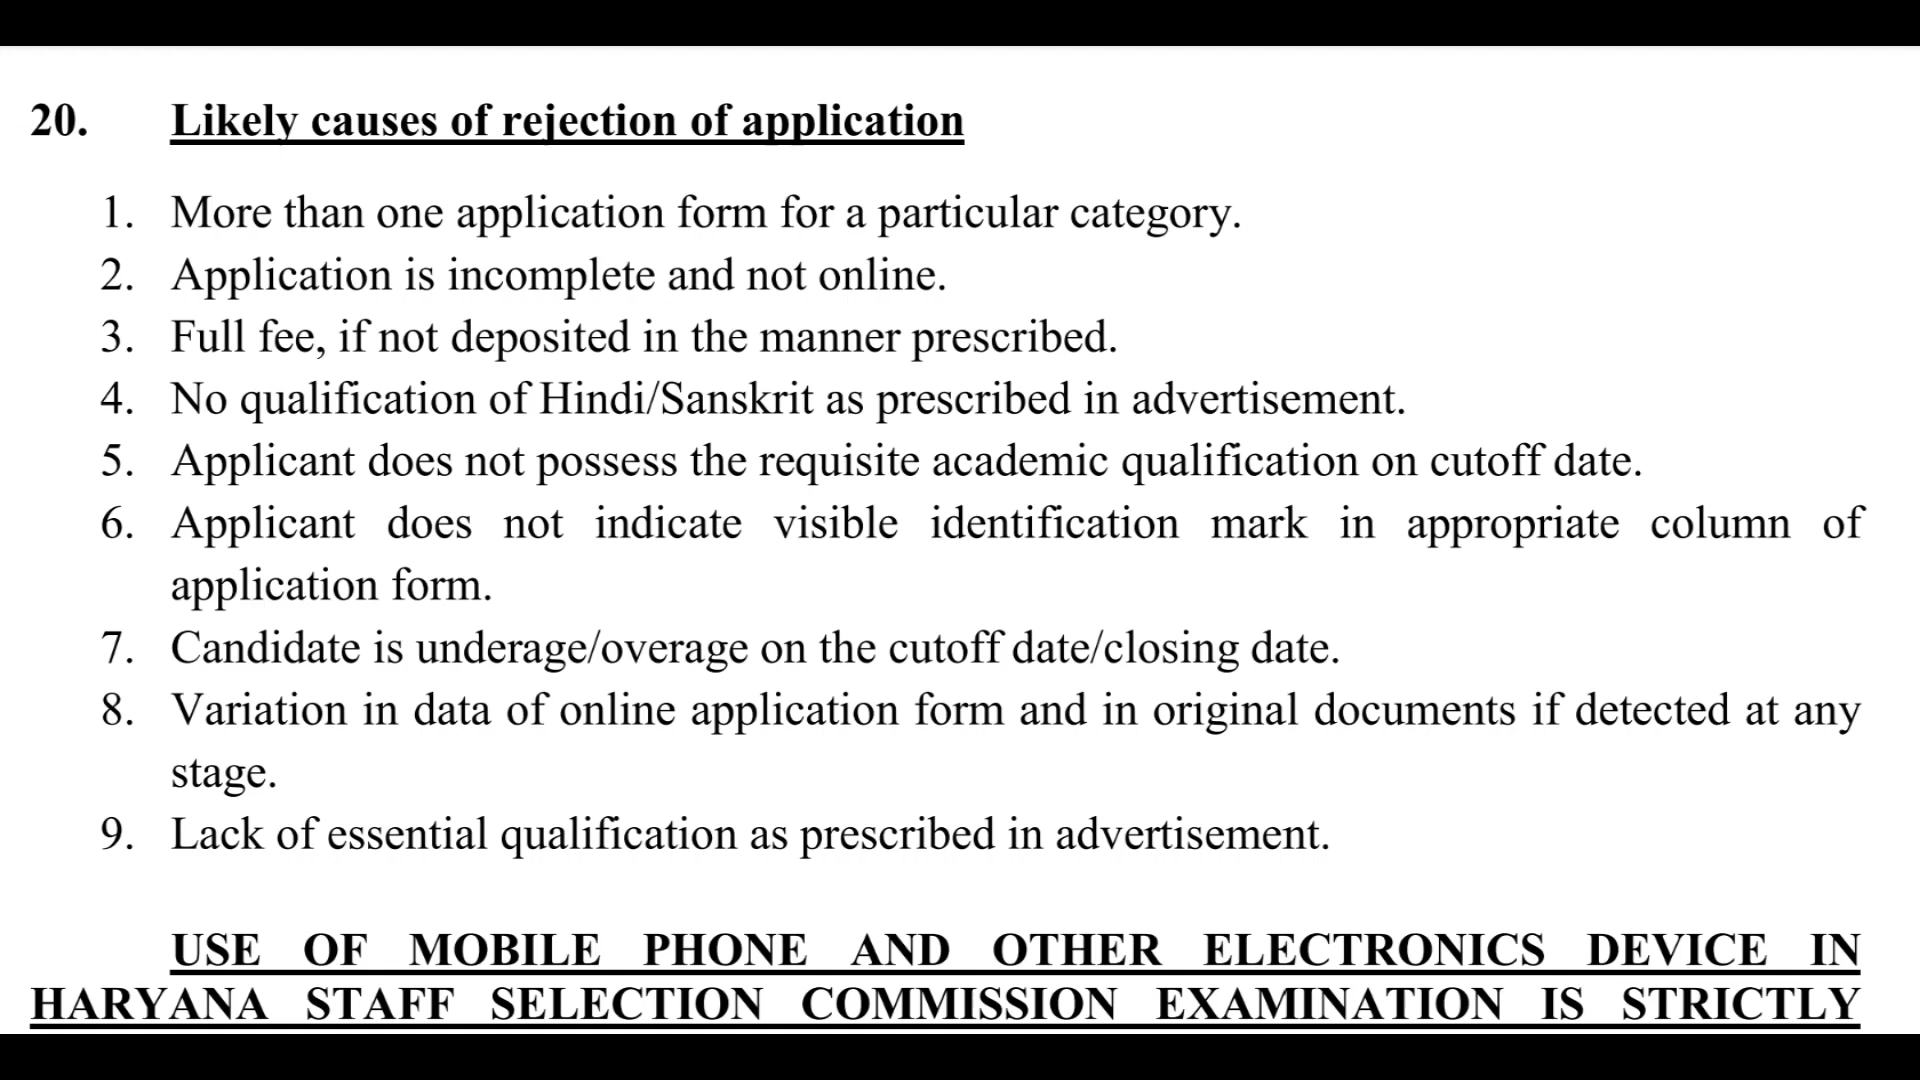 20. Likely causes of rejection of application
1. More than one application form for a particular category.
2. Application is incomplete and not online.
3. Full fee, if not deposited in the manner prescribed.
4. No qualification of Hindi/Sanskrit as prescribed in advertisement.
5. Applicant does not possess the requisite academic qualification on cutoff date.
6. Applicant does not indicate visible identification mark in appropriate column of
application form.
7. Candidate is underage/overage on the cutoff date/closing date.
8. Variation in data of online application form and in original documents if detected at any
stage.
9. Lack of essential qualification as prescribed in advertisement.
USE OF MOBILE PHONE AND OTHER ELECTRONICS DEVICE IN
HARYANA STAFF SELECTION COMMISSION EXAMINATION IS STRICTLY